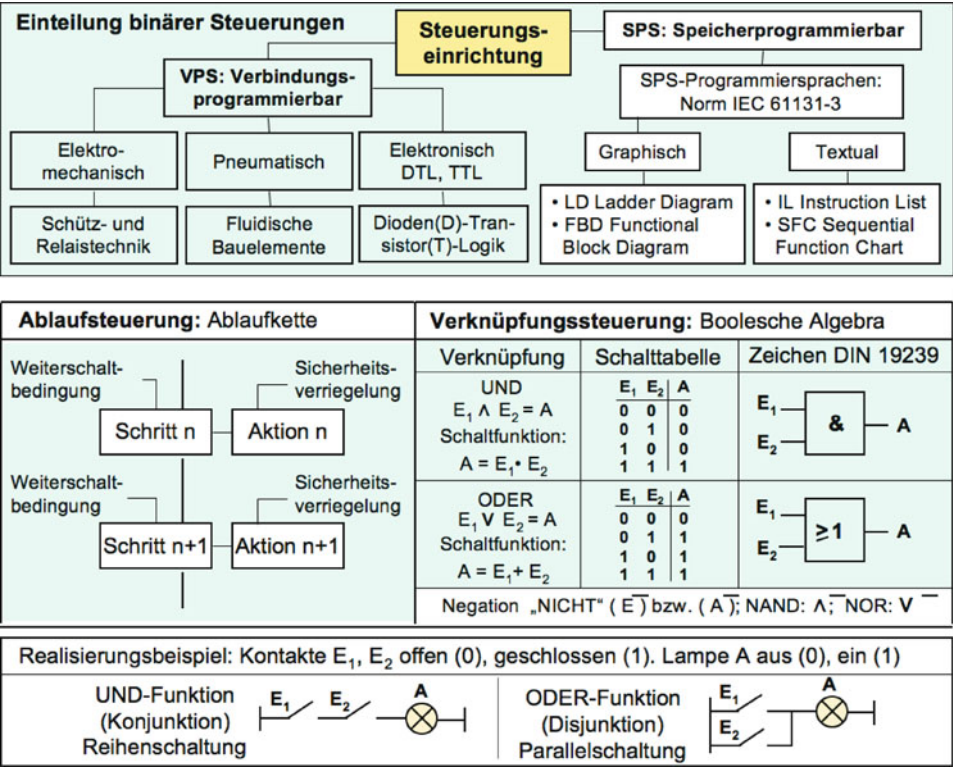 Einteilung binärer Steuerungen
Steuerungs-
einrichtung
SPS: Speicherprogrammierbar
VPS: Verbindungs-
programmierbar
SPS-Programmiersprachen:
Norm IEC 61131-3
Elektro-
mechanisch
Pneumatisch
Elektronisch
DTL, TTL
Graphisch
Textual
Schütz- und
Relaistechnik
Fluidische
Bauelemente
Dioden(D)-Tran-
sistor(T)-Logik
• LD Ladder Diagram
• FBD Functional
Block Diagram
• IL Instruction List
• SFC Sequential
Function Chart
Ablaufsteuerung: Ablaufkette
Weiterschalt-
bedingung
Sicherheits-
verriegelung
Schritt n
Aktion n
Weiterschalt-
bedingung
Sicherheits-
verriegelung
Schritt n+1
Aktion n+1
Verknüpfungssteuerung: Boolesche Algebra
Verknüpfung
Schalttabelle
Zeichen DIN 19239
UND
E₁ ∧ E₂ = A
Schaltfunktion:
A = E₁• E₂
E₁ E₂ A
0 0 0
0 1 0
1 0 0
1 1 1
E₁
E₂
&
A
ODER
E₁ V E₂ = A
Schaltfunktion:
A = E₁+ E₂
E₁ E₂ A
0 0 0
0 1 1
1 0 1
1 1 1
E₁
E₂
≥1
A
Negation „NICHT“ ( E̅ ) bzw. ( A̅ ); NAND: ∧̅; NOR: V̅
Realisierungsbeispiel: Kontakte E₁, E₂ offen (0), geschlossen (1). Lampe A aus (0), ein (1)
UND-Funktion
(Konjunktion)
Reihenschaltung
E₁ E₂ A
ODER-Funktion
(Disjunktion)
Parallelschaltung
E₁
E₂
A